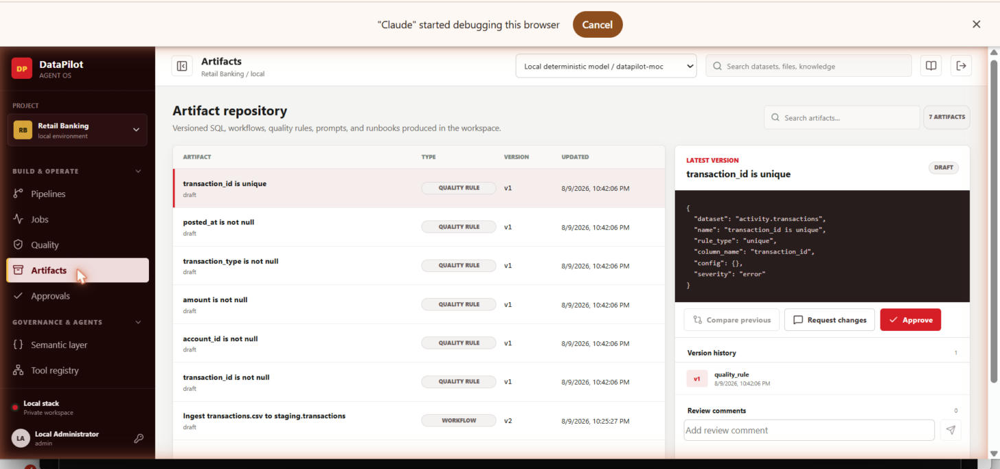 "Claude" started debugging this browser
Cancel
DP
DataPilot
AGENT OS
PROJECT
RB
Retail Banking
local environment
BUILD & OPERATE
Pipelines
Jobs
Quality
Artifacts
Approvals
GOVERNANCE & AGENTS
Semantic layer
Tool registry
Local stack
Private workspace
LA
Local Administrator
admin
Artifacts
Retail Banking / local
Local deterministic model / datapilot-moc
Search datasets, files, knowledge
Artifact repository
Versioned SQL, workflows, quality rules, prompts, and runbooks produced in the workspace.
Search artifacts...
7 ARTIFACTS
ARTIFACT TYPE VERSION UPDATED
transaction_id is unique QUALITY RULE v1 8/9/2026, 10:42:06 PM
draft
posted_at is not null QUALITY RULE v1 8/9/2026, 10:42:06 PM
draft
transaction_type is not null QUALITY RULE v1 8/9/2026, 10:42:06 PM
draft
amount is not null QUALITY RULE v1 8/9/2026, 10:42:06 PM
draft
account_id is not null QUALITY RULE v1 8/9/2026, 10:42:06 PM
draft
transaction_id is not null QUALITY RULE v1 8/9/2026, 10:42:06 PM
draft
Ingest transactions.csv to staging.transactions WORKFLOW v2 8/9/2026, 10:25:27 PM
draft
LATEST VERSION
transaction_id is unique
DRAFT
{
"dataset": "activity.transactions",
"name": "transaction_id is unique",
"rule_type": "unique",
"column_name": "transaction_id",
"config": {},
"severity": "error"
}
Compare previous
Request changes
Approve
Version history 1
v1
quality_rule
8/9/2026, 10:42:06 PM
Review comments 0
Add review comment